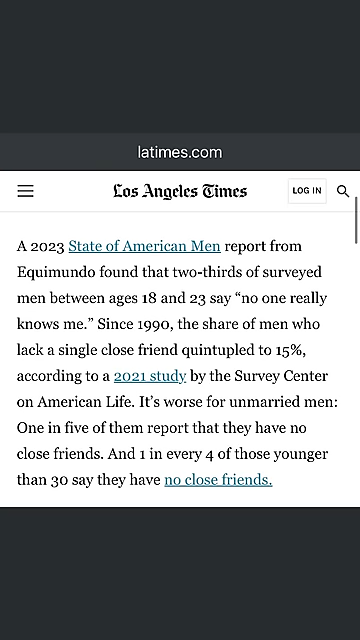 latimes.com
Los Angeles Times
LOG IN
A 2023 State of American Men report from
Equimundo found that two-thirds of surveyed
men between ages 18 and 23 say “no one really
knows me.” Since 1990, the share of men who
lack a single close friend quintupled to 15%,
according to a 2021 study by the Survey Center
on American Life. It’s worse for unmarried men:
One in five of them report that they have no
close friends. And 1 in every 4 of those younger
than 30 say they have no close friends.